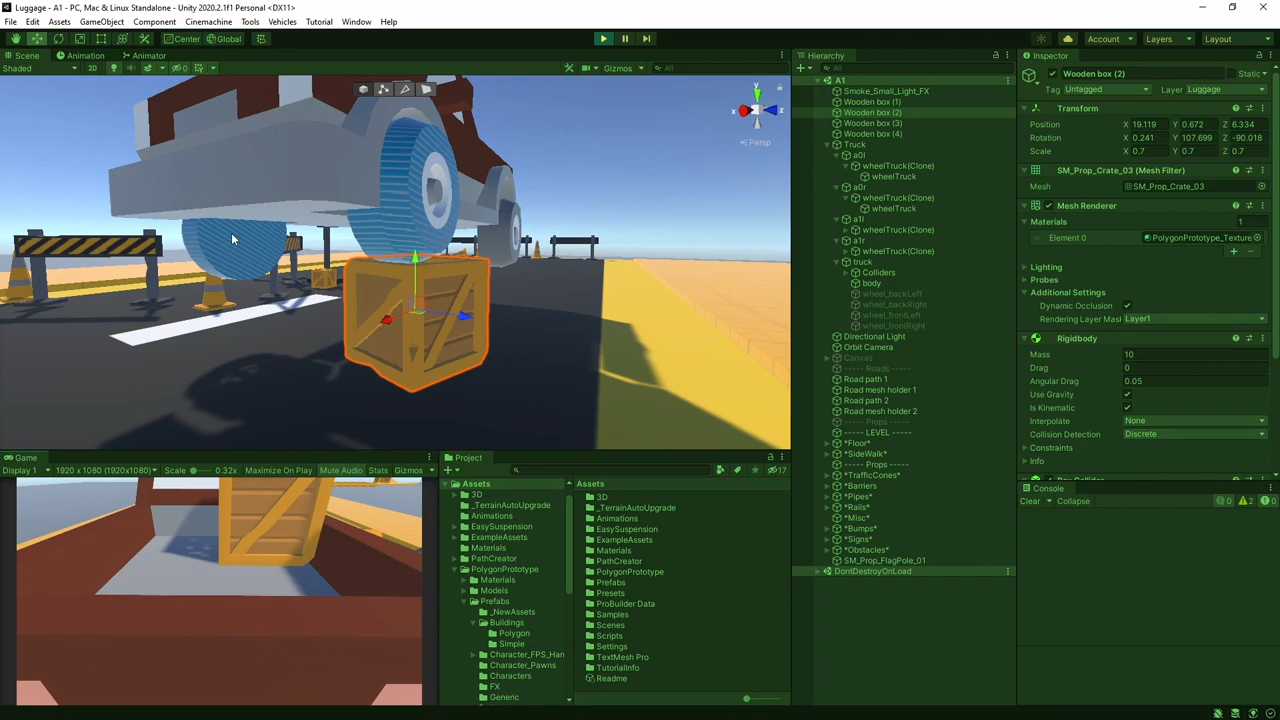 Luggage - A1 - PC, Mac & Linux Standalone - Unity 2020.2.1f1 Personal <DX11>
File Edit Assets GameObject Component Cinemachine Tools Vehicles Tutorial Window Help
Center Global Account Layers Layout
Scene Animation Animator
Shaded 2D 0 Gizmos All
y
x z
Persp
Game
Display 1 1920 x 1080 (1920x1080) Scale 0.32x Maximize On Play Mute Audio Stats Gizmos
Project
17
Assets
3D
_TerrainAutoUpgrade
Animations
EasySuspension
ExampleAssets
Materials
PathCreator
PolygonPrototype
Materials
Models
Prefabs
_NewAssets
Buildings
Polygon
Simple
Character_FPS_Han
Character_Pawns
Characters
FX
Generic
Assets
3D
_TerrainAutoUpgrade
Animations
EasySuspension
ExampleAssets
Materials
PathCreator
PolygonPrototype
Prefabs
Presets
ProBuilder Data
Samples
Scenes
Scripts
Settings
TextMesh Pro
TutorialInfo
Readme
Hierarchy
All
A1
Smoke_Small_Light_FX
Wooden box (1)
Wooden box (2)
Wooden box (3)
Wooden box (4)
Truck
a0l
wheelTruck(Clone)
wheelTruck
a0r
wheelTruck(Clone)
wheelTruck
a1l
wheelTruck(Clone)
a1r
wheelTruck(Clone)
truck
Colliders
body
wheel_backLeft
wheel_backRight
wheel_frontLeft
wheel_frontRight
Directional Light
Orbit Camera
Canvas
----- Roads -----
Road path 1
Road mesh holder 1
Road path 2
Road mesh holder 2
----- Props -----
----- LEVEL -----
*Floor*
*SideWalk*
----- Props -----
*TrafficCones*
*Barriers
*Pipes*
*Rails*
*Misc*
*Bumps*
*Signs*
*Obstacles*
SM_Prop_FlagPole_01
DontDestroyOnLoad
Inspector
Wooden box (2) Static
Tag Untagged Layer Luggage
Transform
Position X 19.119 Y 0.672 Z 6.334
Rotation X 0.241 Y 107.699 Z -90.018
Scale X 0.7 Y 0.7 Z 0.7
SM_Prop_Crate_03 (Mesh Filter)
Mesh SM_Prop_Crate_03
Mesh Renderer
Materials 1
Element 0 PolygonPrototype_Texture
Lighting
Probes
Additional Settings
Dynamic Occlusion
Rendering Layer Mask Layer1
Rigidbody
Mass 10
Drag 0
Angular Drag 0.05
Use Gravity
Is Kinematic
Interpolate None
Collision Detection Discrete
Constraints
Info
Console
Clear Collapse 0 2 0